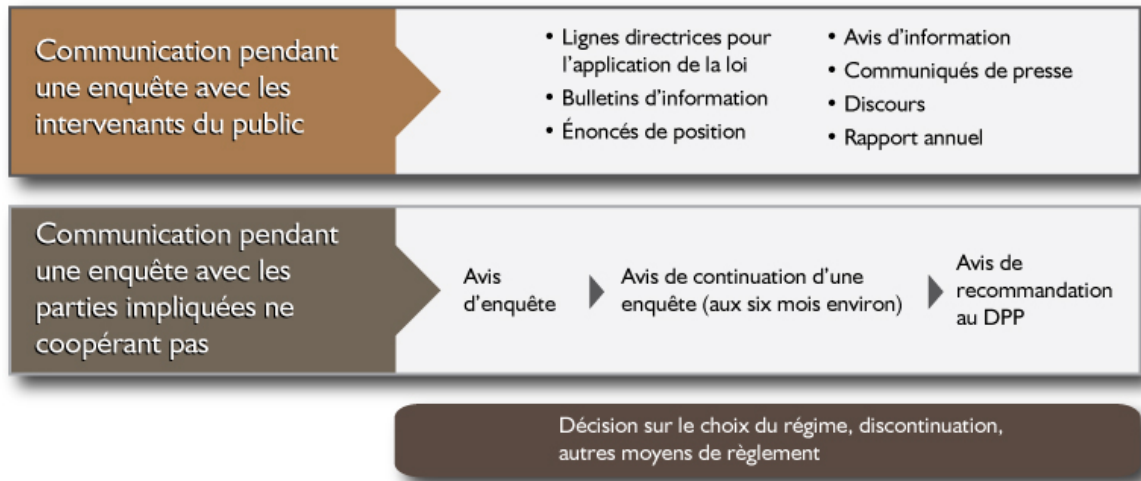 Communication pendant
une enquête avec les
intervenants du public
• Lignes directrices pour
l'application de la loi
• Bulletins d'information
• Énoncés de position
• Avis d'information
• Communiqués de presse
• Discours
• Rapport annuel
Communication pendant
une enquête avec les
parties impliquées ne
coopérant pas
Avis
d'enquête
Avis de continuation d'une
enquête (aux six mois environ)
Avis de
recommandation
au DPP
Décision sur le choix du régime, discontinuation,
autres moyens de règlement